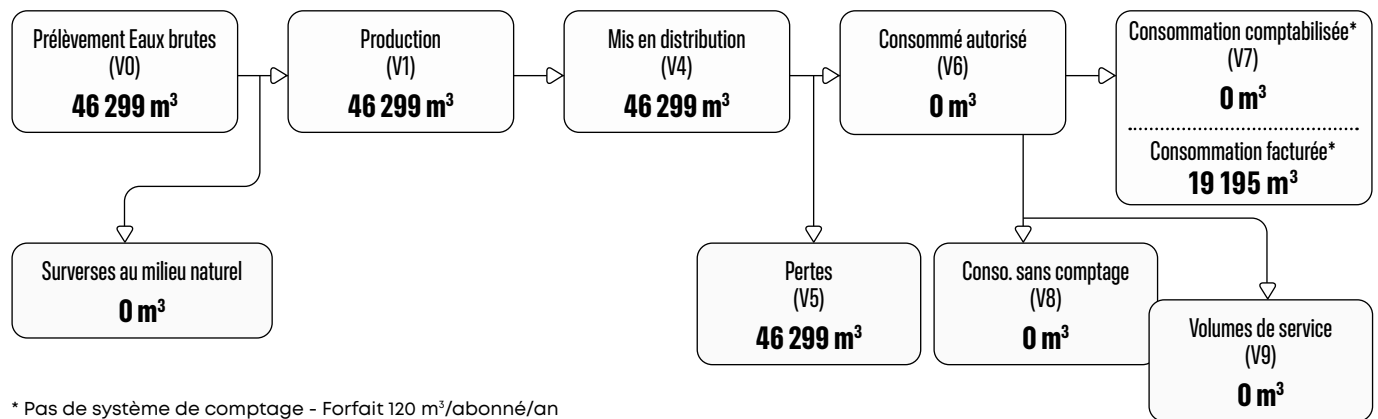 Prélèvement Eaux brutes
(V0)
46 299 m³
Production
(V1)
46 299 m³
Mis en distribution
(V4)
46 299 m³
Consommé autorisé
(V6)
0 m³
Consommation comptabilisée*
(V7)
0 m³
Consommation facturée*
19 195 m³
Surverses au milieu naturel
0 m³
Pertes
(V5)
46 299 m³
Conso. sans comptage
(V8)
0 m³
Volumes de service
(V9)
0 m³
* Pas de système de comptage - Forfait 120 m³/abonné/an